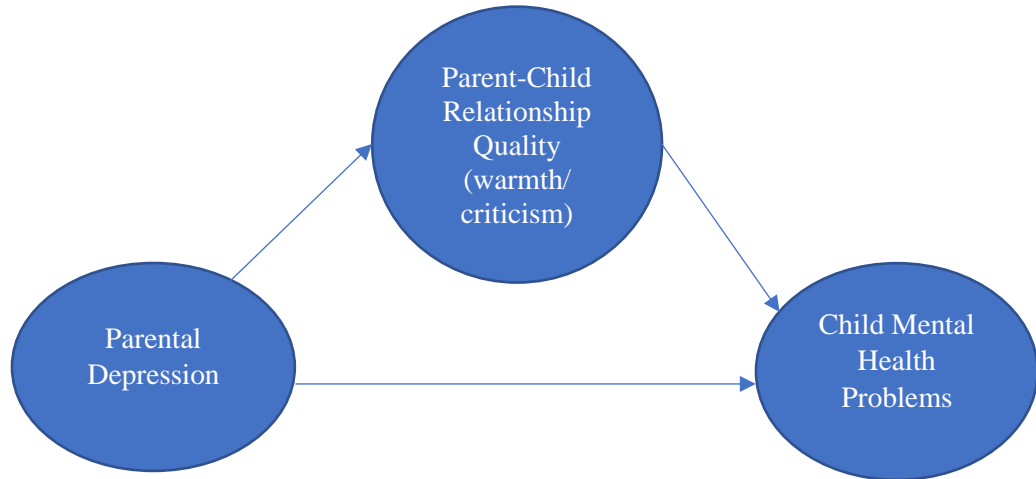 Parent-Child
Relationship
Quality
(warmth/
criticism)
Parental
Depression
Child Mental
Health
Problems